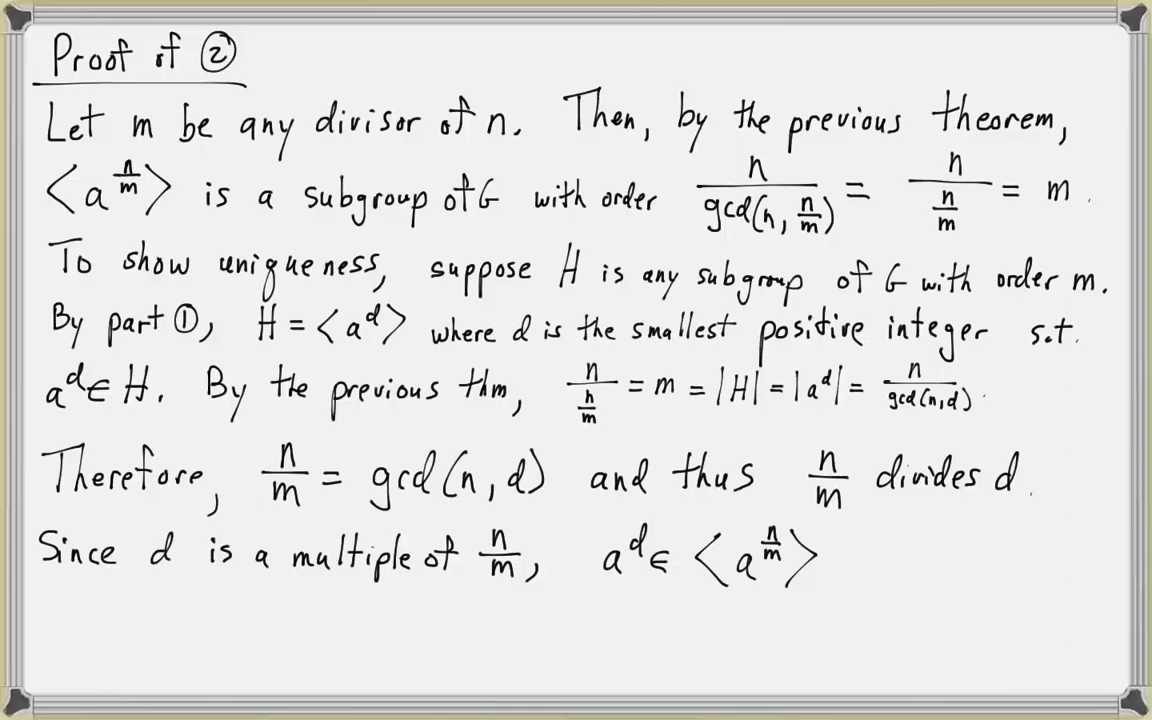 Proof of ②
Let m be any divisor of n. Then, by the previous theorem,
⟨a^{n/m}⟩ is a subgroup of G with order n/gcd(n, n/m) = n/(n/m) = m.
To show uniqueness, suppose H is any subgroup of G with order m.
By part ①, H = ⟨a^d⟩ where d is the smallest positive integer s.t.
a^d ∈ H. By the previous thm, n/(n/m) = m = |H| = |a^d| = n/gcd(n,d).
Therefore, n/m = gcd(n, d) and thus n/m divides d.
Since d is a multiple of n/m, a^d ∈ ⟨a^{n/m}⟩